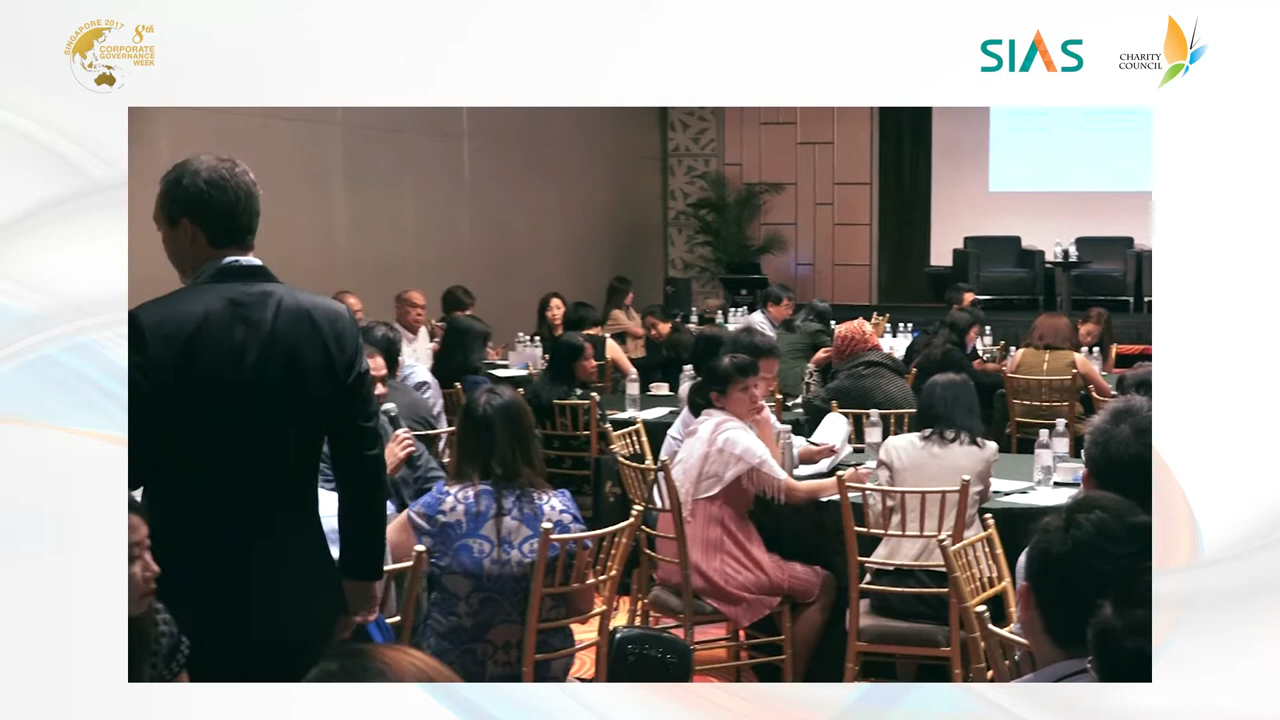 SINGAPORE 2017
8th
CORPORATE
GOVERNANCE
WEEK
SIAS
CHARITY
COUNCIL